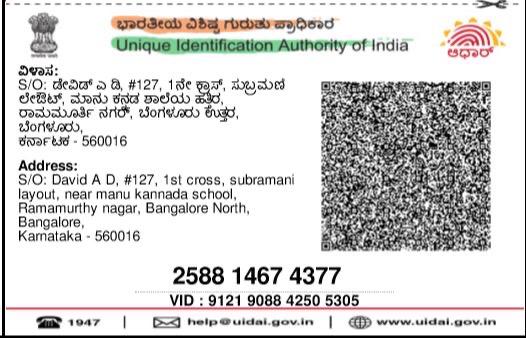 ಭಾರತೀಯ ವಿಶಿಷ್ಟ ಗುರುತು ಪ್ರಾಧಿಕಾರ
Unique Identification Authority of India
ಆಧಾರ್
ವಿಳಾಸ:
S/O: ಡೇವಿಡ್ ಎ ಡಿ, #127, 1ನೇ ಕ್ರಾಸ್, ಸುಬ್ರಮಣಿ
ಲೇಔಟ್, ಮಾನು ಕನ್ನಡ ಶಾಲೆಯ ಹತ್ತಿರ,
ರಾಮಮೂರ್ತಿ ನಗರ್, ಬೆಂಗಳೂರು ಉತ್ತರ,
ಬೆಂಗಳೂರು,
ಕರ್ನಾಟಕ - 560016
Address:
S/O: David A D, #127, 1st cross, subramani
layout, near manu kannada school,
Ramamurthy nagar, Bangalore North,
Bangalore,
Karnataka - 560016
2588 1467 4377
VID : 9121 9088 4250 5305
1947 | help@uidai.gov.in | www.uidai.gov.in